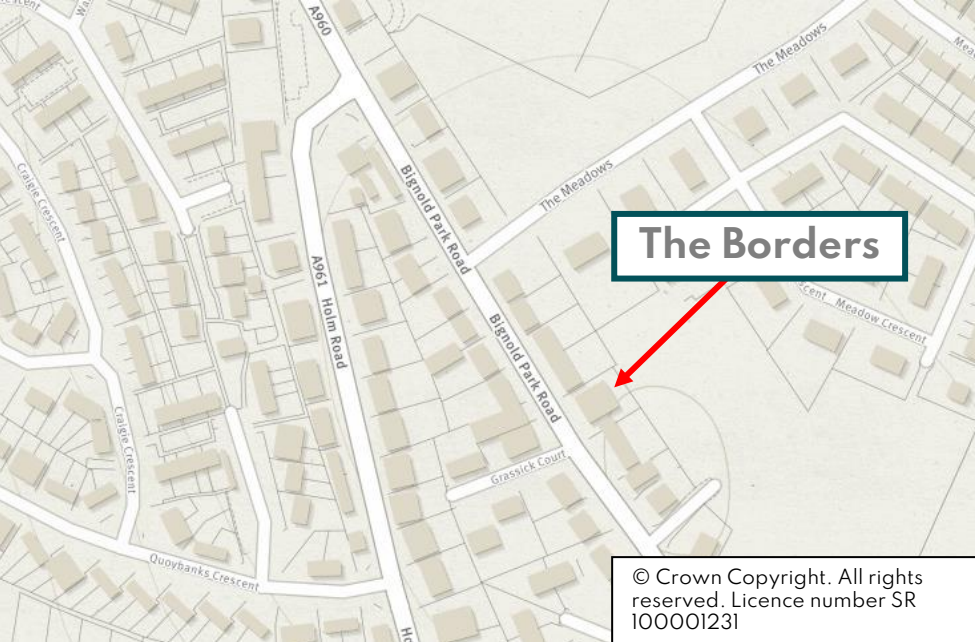 A960
The Meadows
Craigie Crescent
Bignold Park Road
The Meadows
The Borders
A961 Holm Road
Meadow Crescent
Bignold Park Road
Craigie Crescent
Grassick Court
Quoybanks Crescent
© Crown Copyright. All rights
reserved. Licence number SR
100001231